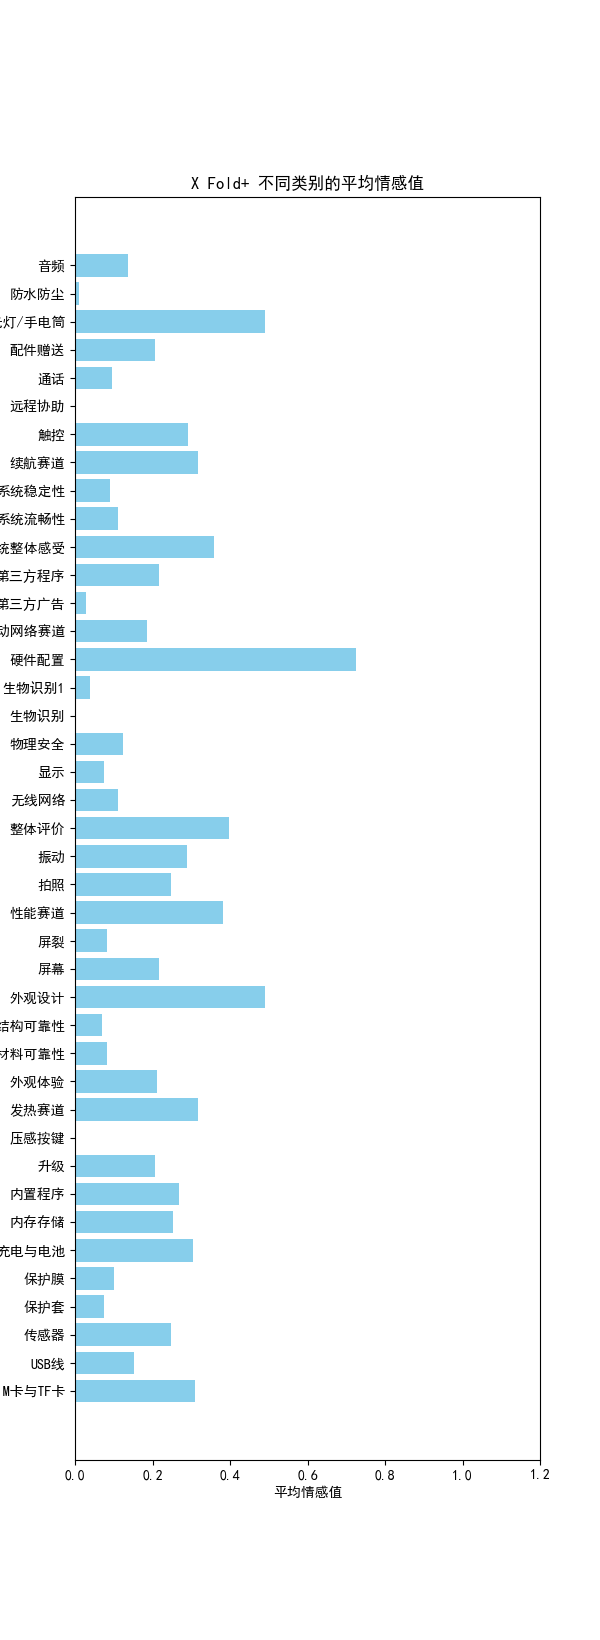 X Fold+ 不同类别的平均情感值
音频
防水防尘
灯/手电筒
配件赠送
通话
远程协助
触控
续航赛道
系统稳定性
系统流畅性
统整体感受
第三方程序
第三方广告
动网络赛道
硬件配置
生物识别1
生物识别
物理安全
显示
无线网络
整体评价
振动
拍照
性能赛道
屏裂
屏幕
外观设计
结构可靠性
材料可靠性
外观体验
发热赛道
压感按键
升级
内置程序
内存存储
充电与电池
保护膜
保护套
传感器
USB线
M卡与TF卡
0.0 0.2 0.4 0.6 0.8 1.0 1.2
平均情感值